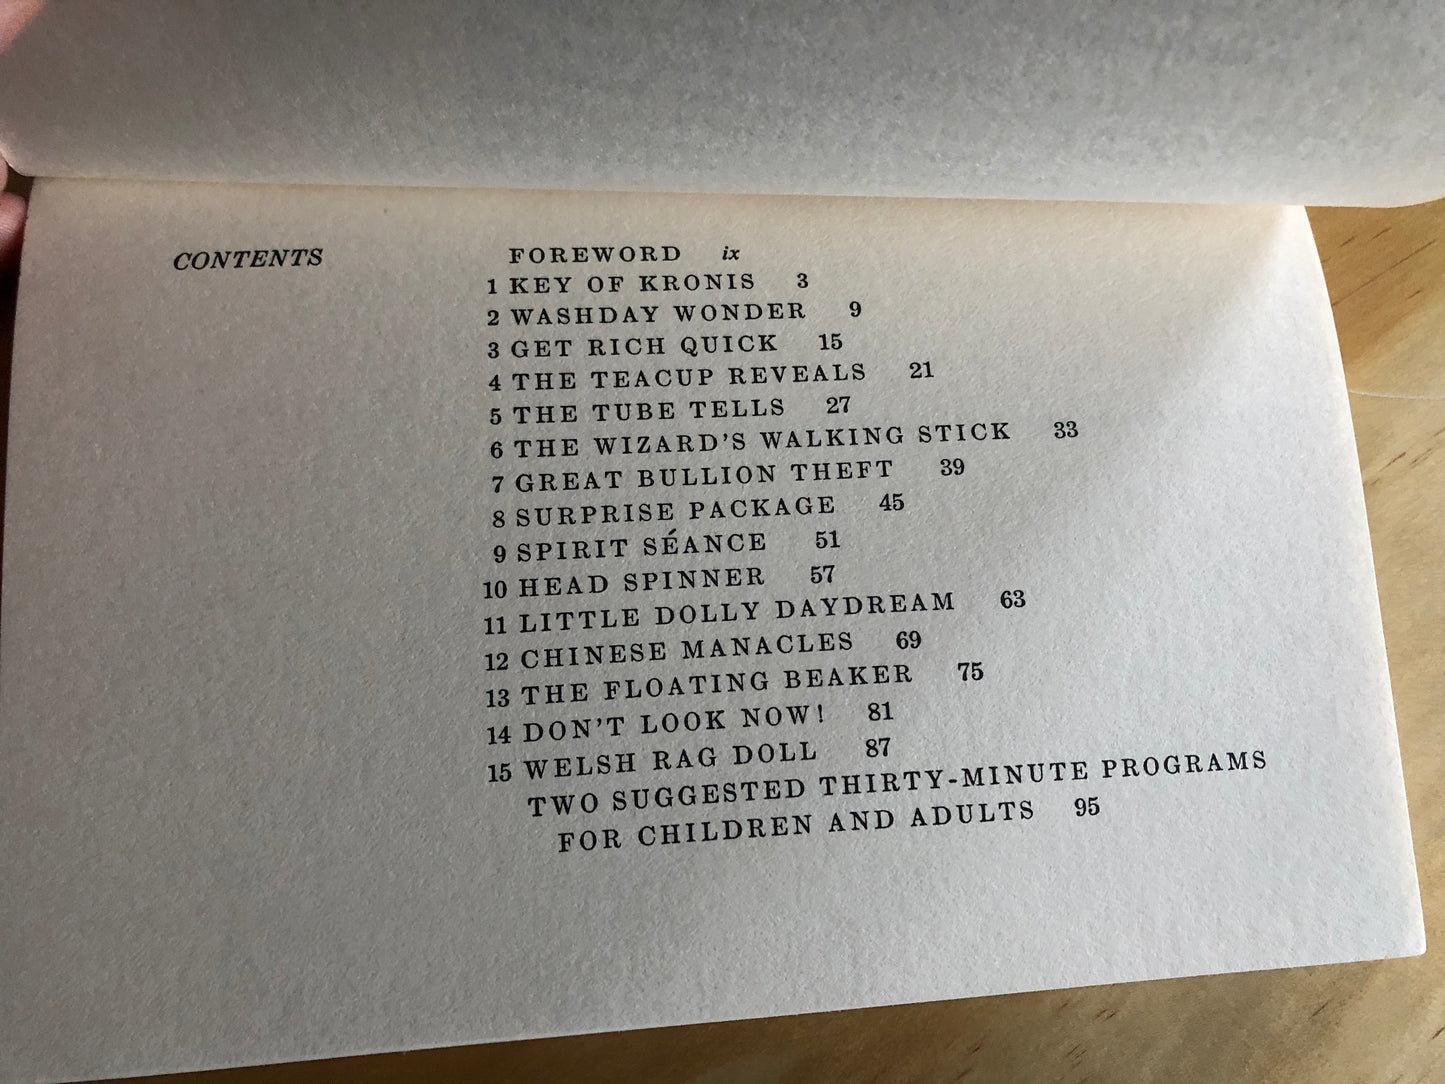 CONTENTS
FOREWORD ix
1 KEY OF KRONIS 3
2 WASHDAY WONDER 9
3 GET RICH QUICK 15
4 THE TEACUP REVEALS 21
5 THE TUBE TELLS 27
6 THE WIZARD'S WALKING STICK 33
7 GREAT BULLION THEFT 39
8 SURPRISE PACKAGE 45
9 SPIRIT SÉANCE 51
10 HEAD SPINNER 57
11 LITTLE DOLLY DAYDREAM 63
12 CHINESE MANACLES 69
13 THE FLOATING BEAKER 75
14 DON'T LOOK NOW! 81
15 WELSH RAG DOLL 87
TWO SUGGESTED THIRTY-MINUTE PROGRAMS
FOR CHILDREN AND ADULTS 95